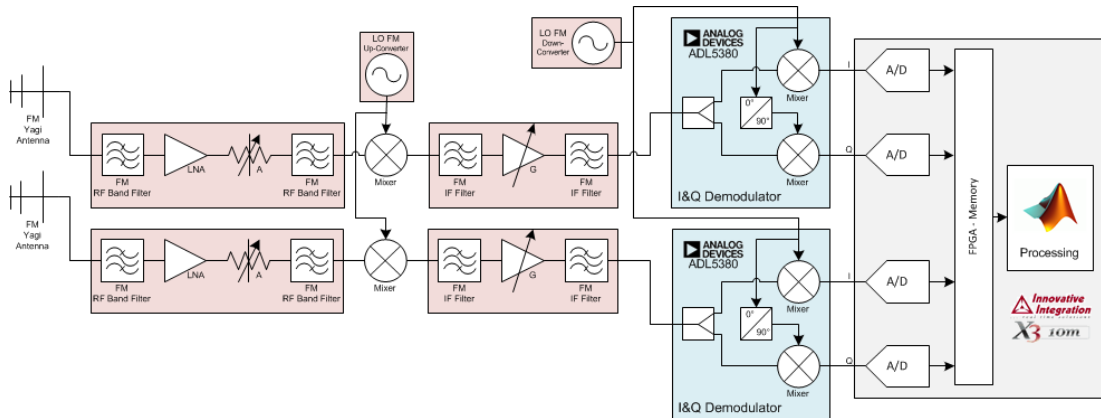 LO FM
Up-Converter
LO FM
Down-
Converter
ANALOG
DEVICES
ADL5380
Mixer
0°
90°
Mixer
I&Q Demodulator
I
Q
A/D
A/D
FM
Yagi
Antenna
FM
RF Band Filter
LNA
A
FM
RF Band Filter
Mixer
FM
IF Filter
G
FM
IF Filter
FM
Yagi
Antenna
FM
RF Band Filter
LNA
A
FM
RF Band Filter
Mixer
FM
IF Filter
G
FM
IF Filter
ANALOG
DEVICES
ADL5380
Mixer
0°
90°
Mixer
I&Q Demodulator
I
Q
A/D
A/D
FPGA - Memory
Processing
Innovative
Integration
real time solutions
X3 10m